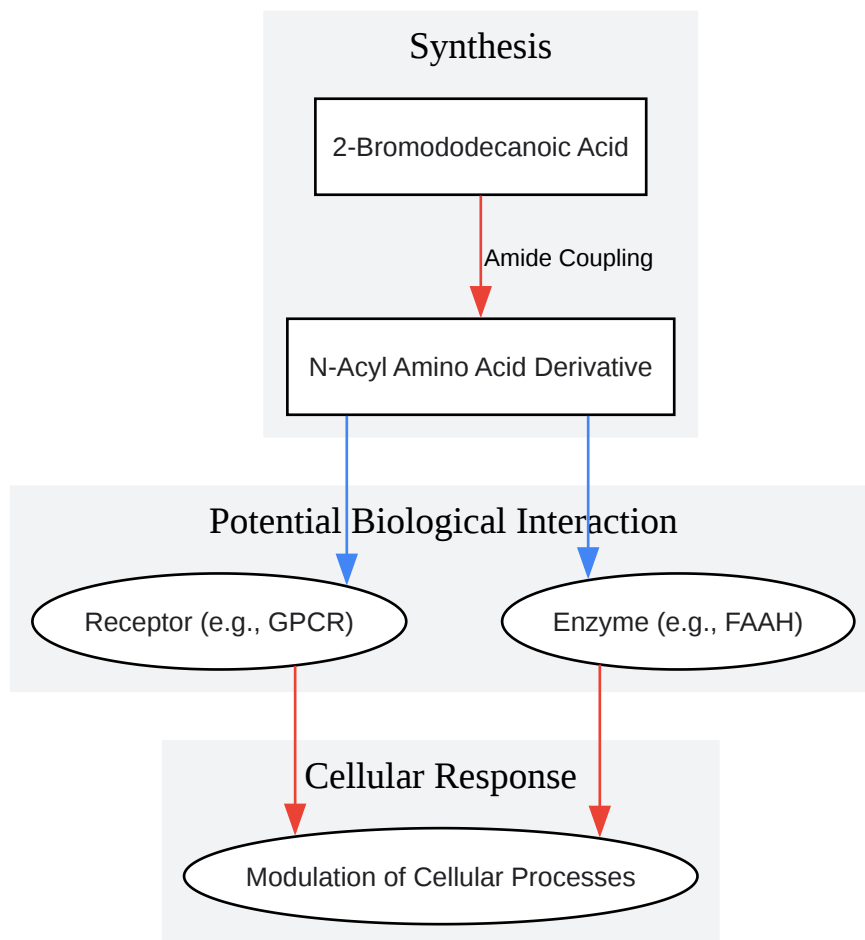 Synthesis
2-Bromododecanoic Acid
Amide Coupling
N-Acyl Amino Acid Derivative
Potential Biological Interaction
Receptor (e.g., GPCR)
Enzyme (e.g., FAAH)
Cellular Response
Modulation of Cellular Processes